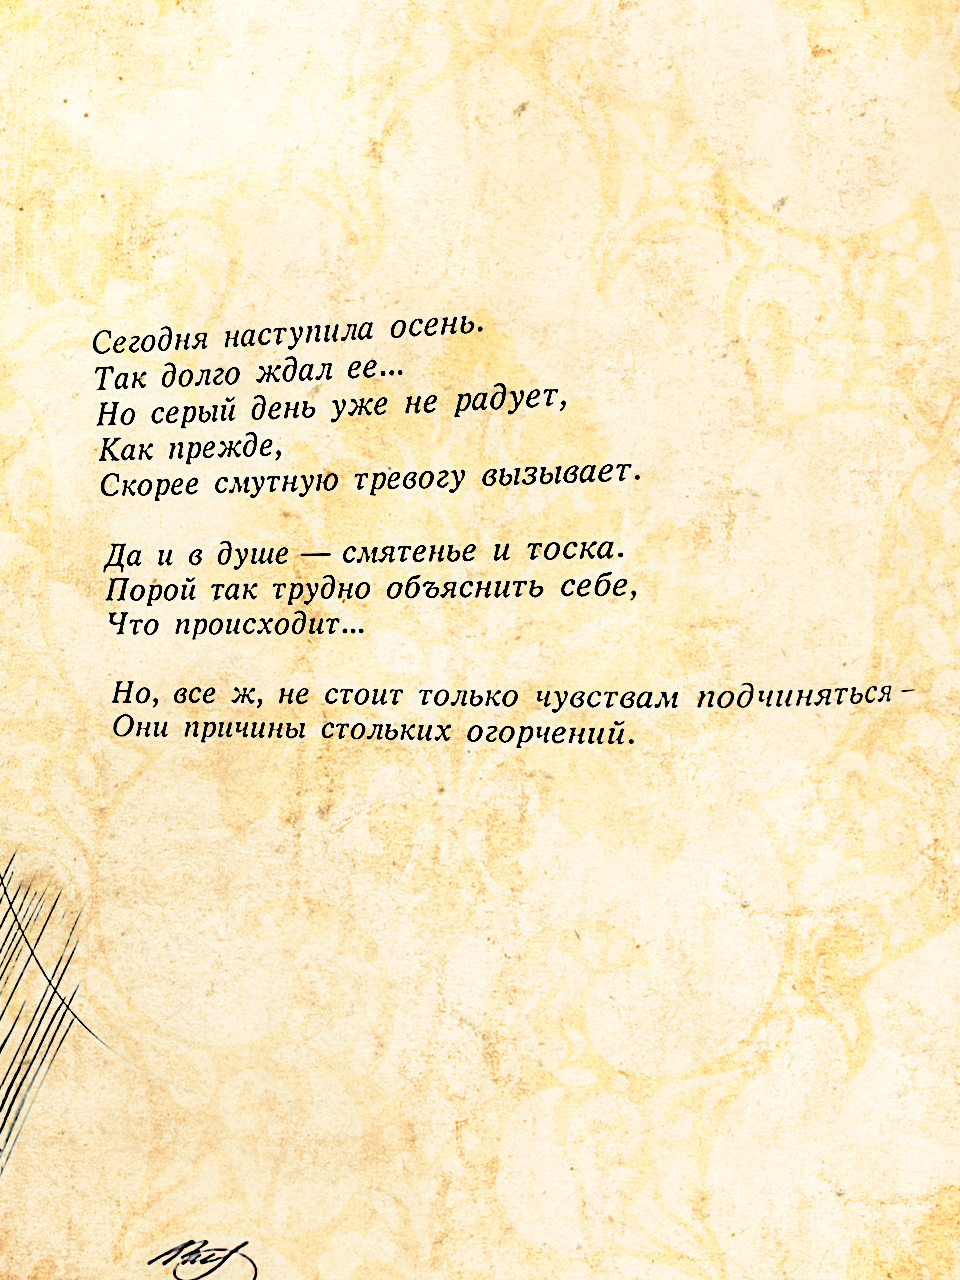 Сегодня наступила осень.
Так долго ждал ее...
Но серый день уже не радует,
Как прежде,
Скорее смутную тревогу вызывает.
Да и в душе — смятенье и тоска.
Порой так трудно объяснить себе,
Что происходит...
Но, все ж, не стоит только чувствам подчиняться –
Они причины стольких огорчений.